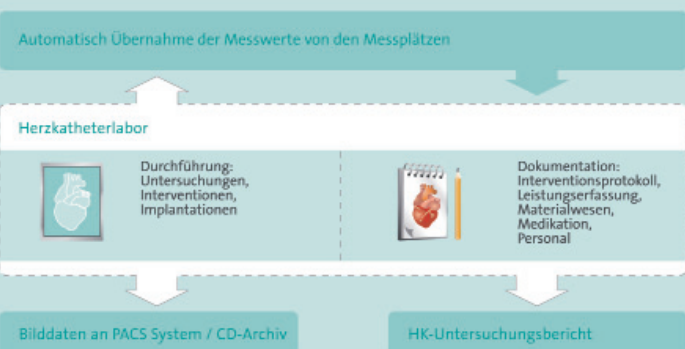 Automatisch Übernahme der Messwerte von den Messplätzen
Herzkatheterlabor
Durchführung:
Untersuchungen,
Interventionen,
Implantationen
Dokumentation:
Interventionsprotokoll,
Leistungserfassung,
Materialwesen,
Medikation,
Personal
Bilddaten an PACS System / CD-Archiv
HK-Untersuchungsbericht